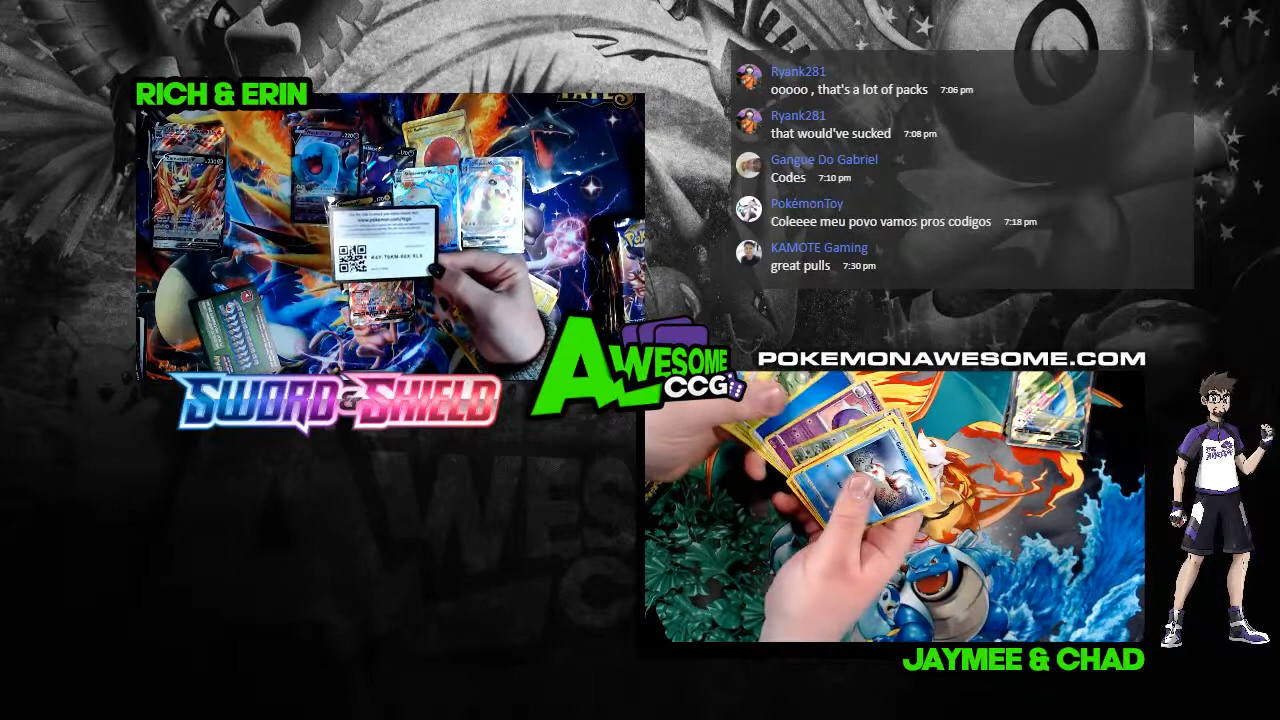 RICH & ERIN
Ryank281
ooooo , that's a lot of packs 7:06 pm
Ryank281
that would've sucked 7:08 pm
Gangue Do Gabriel
Codes 7:10 pm
PokémonToy
Coleeee meu povo vamos pros codigos 7:18 pm
KAMOTE Gaming
great pulls 7:30 pm
SWORD & SHIELD
AWESOME
CCG
POKEMONAWESOME.COM
JAYMEE & CHAD